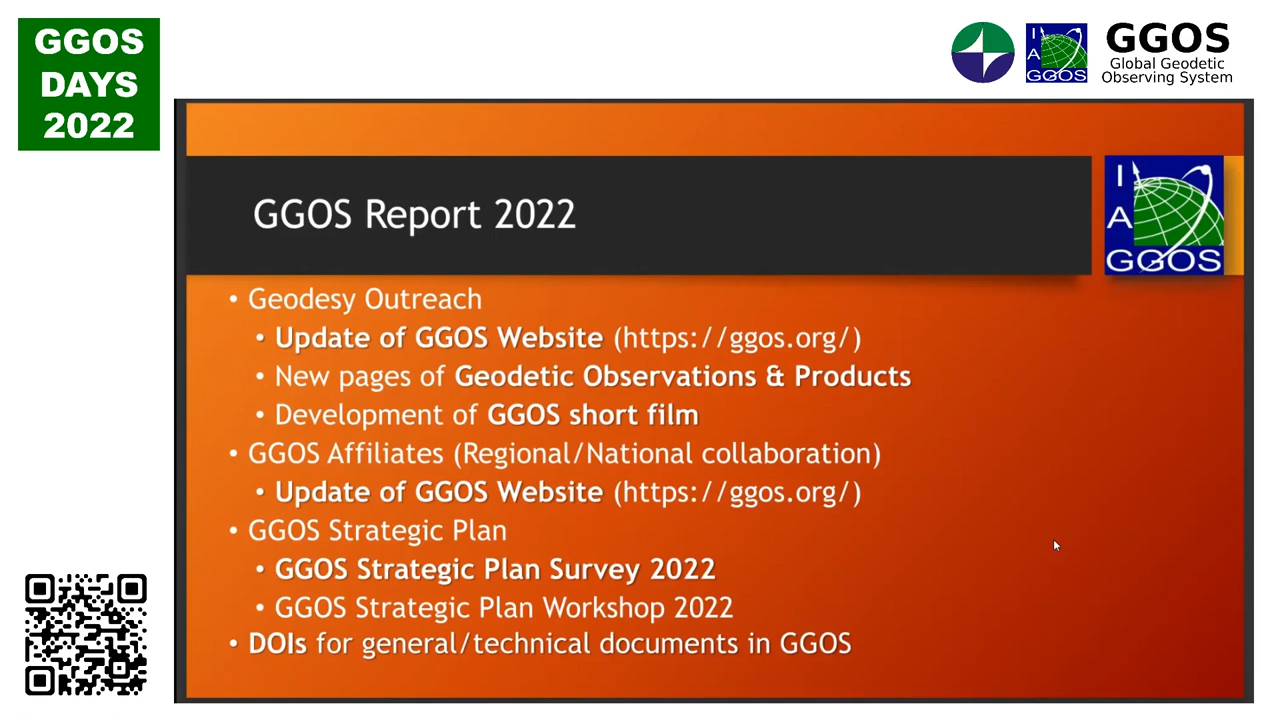 GGOS
DAYS
2022
I
A
GGOS
GGOS
Global Geodetic
Observing System
GGOS Report 2022
I
A
GGOS
• Geodesy Outreach
• Update of GGOS Website (https://ggos.org/)
• New pages of Geodetic Observations & Products
• Development of GGOS short film
• GGOS Affiliates (Regional/National collaboration)
• Update of GGOS Website (https://ggos.org/)
• GGOS Strategic Plan
• GGOS Strategic Plan Survey 2022
• GGOS Strategic Plan Workshop 2022
• DOIs for general/technical documents in GGOS